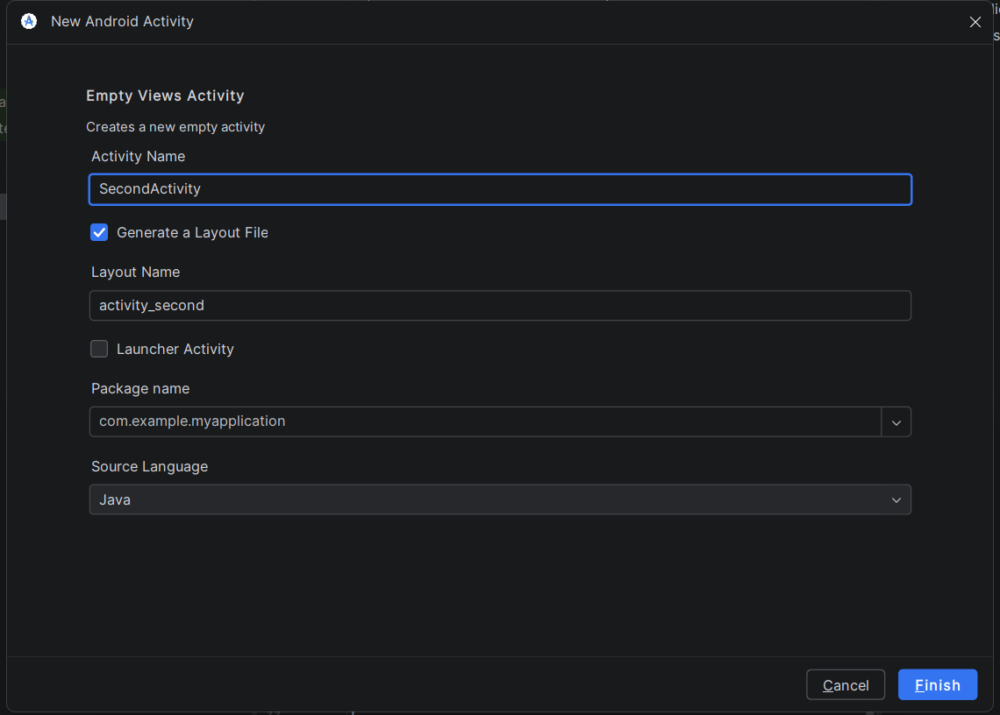 New Android Activity
Empty Views Activity
Creates a new empty activity
Activity Name
SecondActivity
Generate a Layout File
Layout Name
activity_second
Launcher Activity
Package name
com.example.myapplication
Source Language
Java
Cancel
Finish